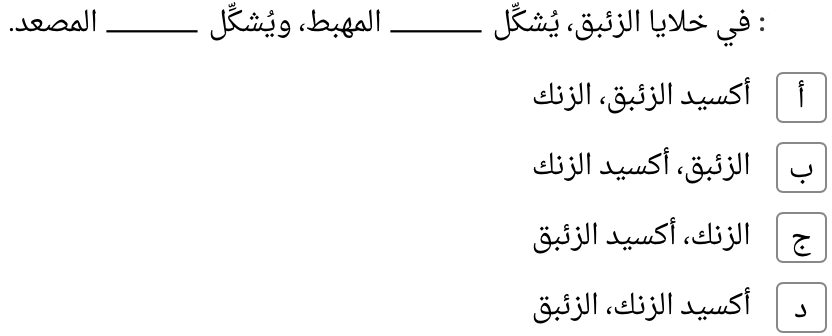 : في خلايا الزئبق، يُشكِّل ______ المهبط، ويُشكِّل ______ المصعد.
أ أكسيد الزئبق، الزنك
ب الزئبق، أكسيد الزنك
ج الزنك، أكسيد الزئبق
د أكسيد الزنك، الزئبق